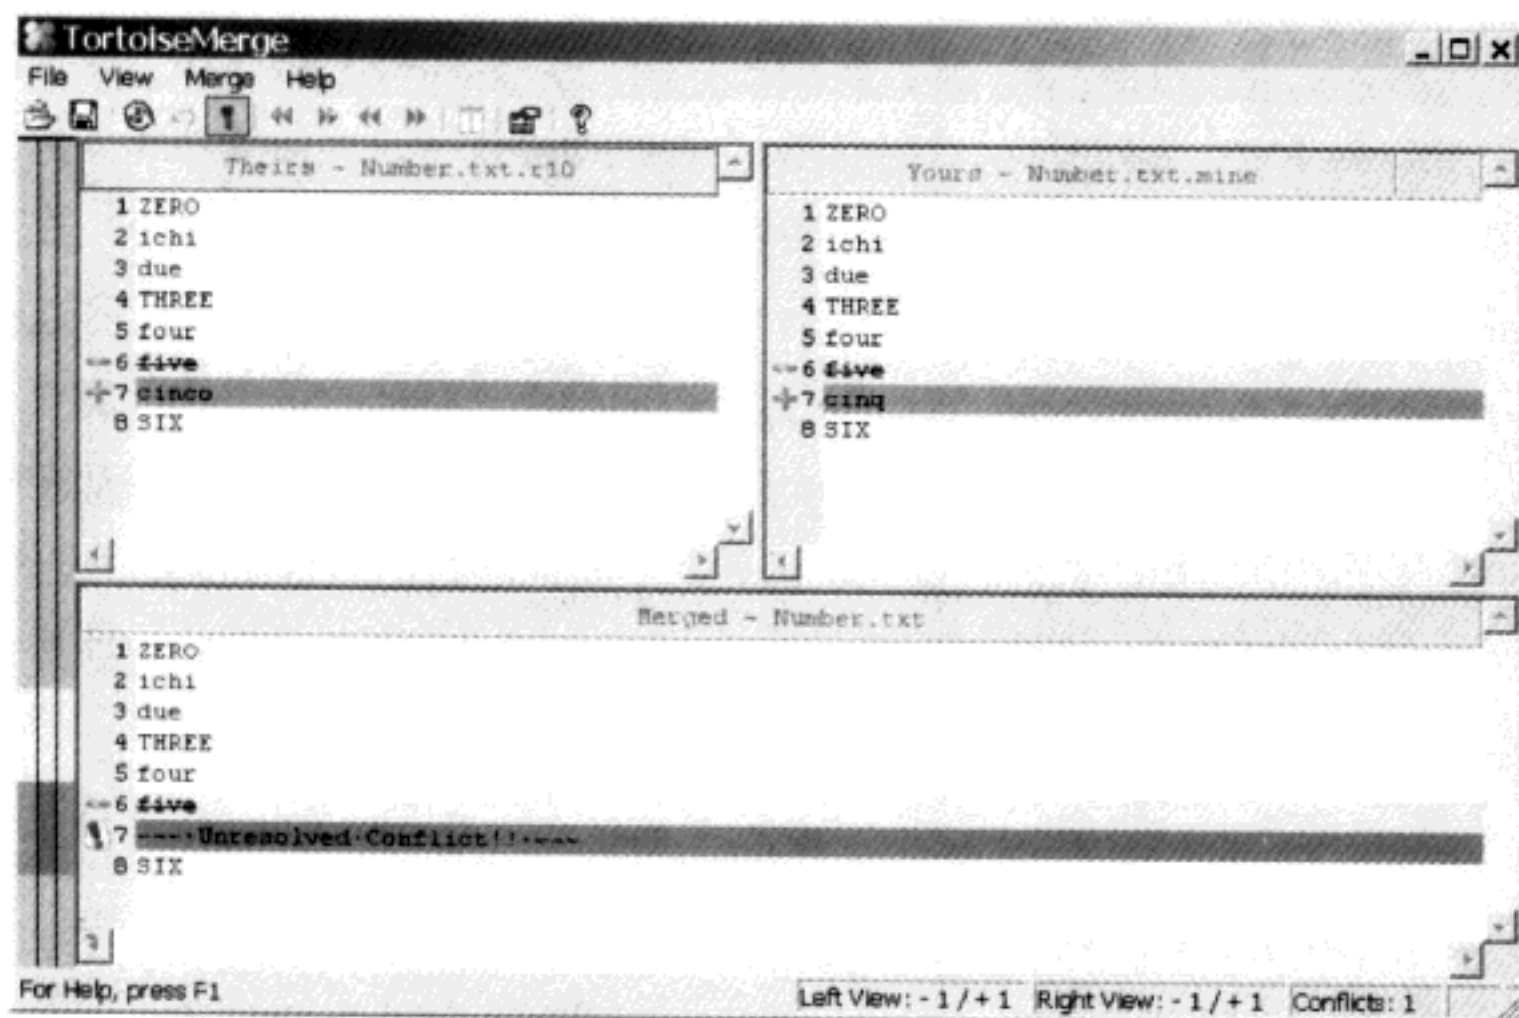 TortoiseMerge
File View Merge Help
Theirs - Number.txt.r10
1 ZERO
2 ichi
3 due
4 THREE
5 four
6 five
7 cinco
8 SIX
Yours - Number.txt.mine
1 ZERO
2 ichi
3 due
4 THREE
5 four
6 five
7 cinq
8 SIX
Merged - Number.txt
1 ZERO
2 ichi
3 due
4 THREE
5 four
6 five
7 ---·Unresolved·Conflict!!·---
8 SIX
For Help, press F1
Left View: - 1 / + 1 Right View: - 1 / + 1 Conflicts: 1